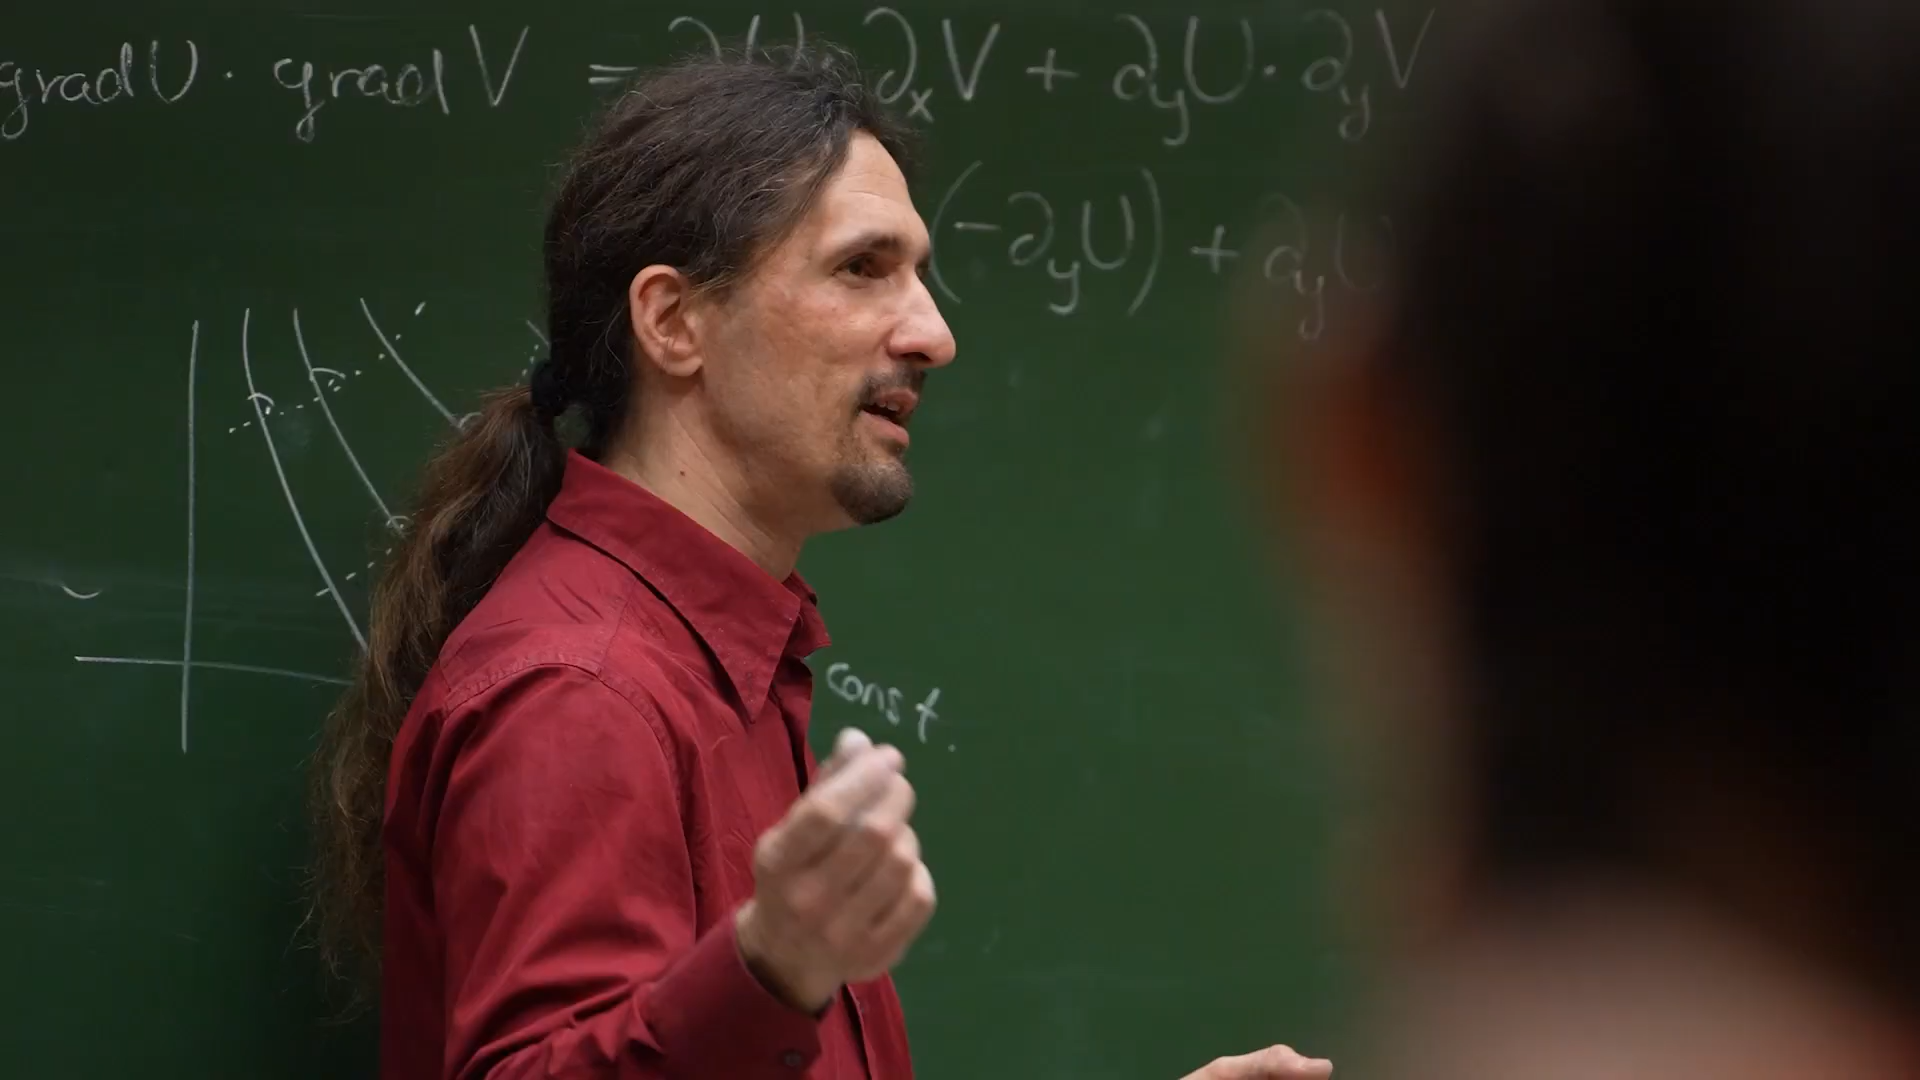 grad U · grad V = ∂ U · ∂ₓV + ∂ᵧU · ∂ᵧV
(-∂ᵧU) + ∂ᵧU
const.